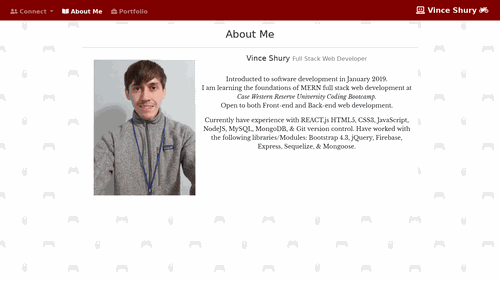 Connect
About Me
Portfolio
Vince Shury
About Me
Vince Shury Full Stack Web Developer
Introducted to software development in January 2019.
I am learning the foundations of MERN full stack web development at
Case Western Reserve University Coding Bootcamp.
Open to both Front-end and Back-end web development.
Currently have experience with REACT.js HTML5, CSS3, JavaScript,
NodeJS, MySQL, MongoDB, & Git version control. Have worked with
the following libraries/Modules: Bootstrap 4.3, jQuery, Firebase,
Express, Sequelize, & Mongoose.